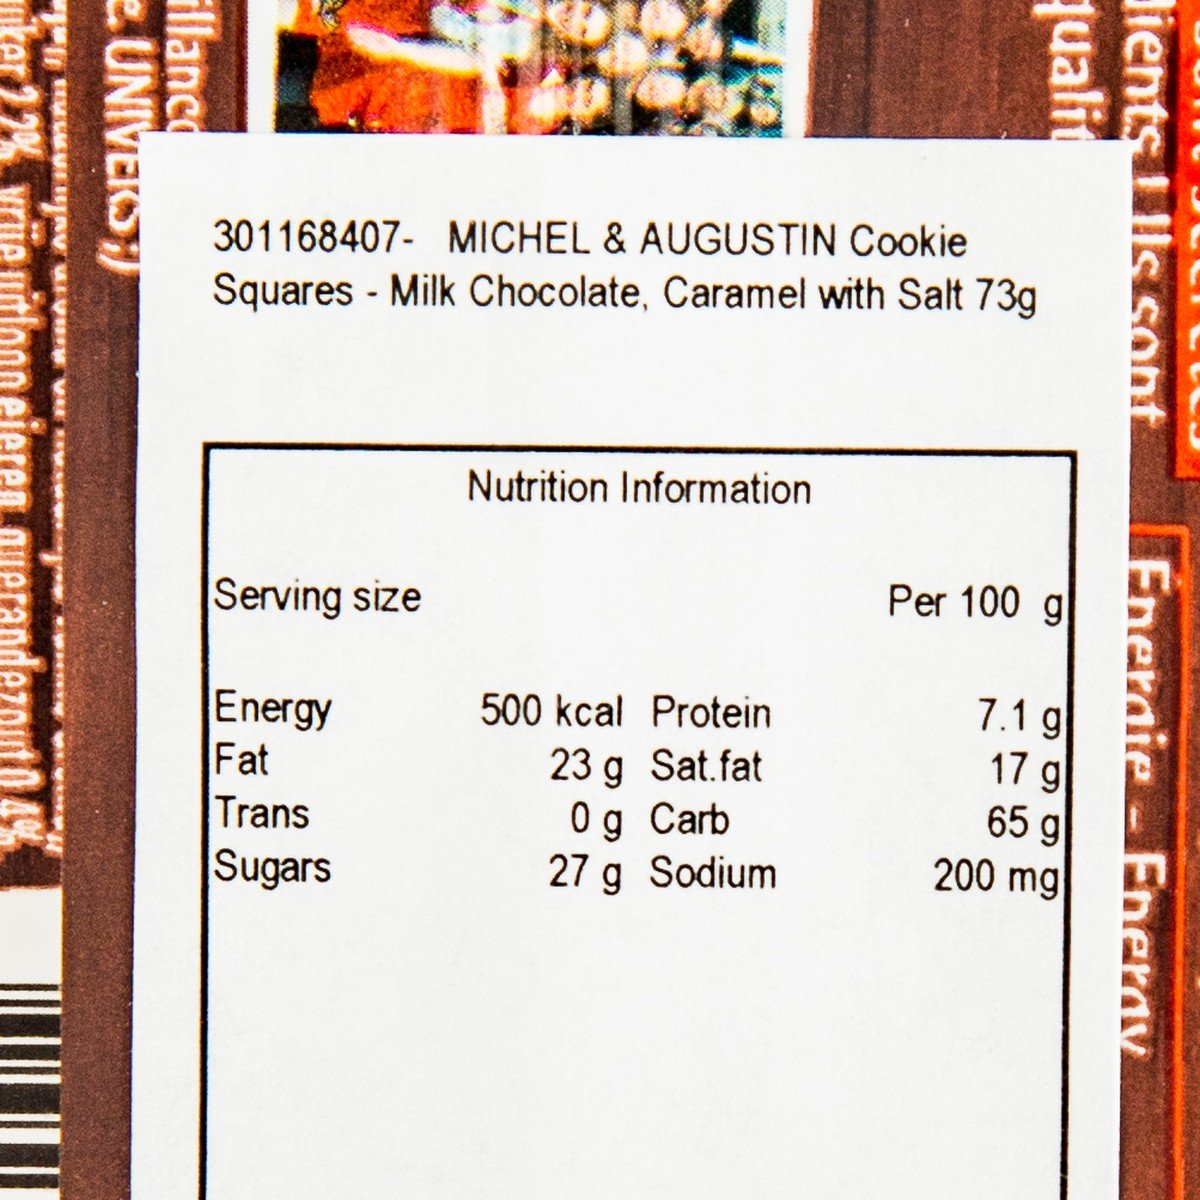 301168407- MICHEL & AUGUSTIN Cookie
Squares - Milk Chocolate, Caramel with Salt 73g
Nutrition Information
Serving size Per 100 g
Energy 500 kcal Protein 7.1 g
Fat 23 g Sat.fat 17 g
Trans 0 g Carb 65 g
Sugars 27 g Sodium 200 mg
Ils sont
Energie - Energy